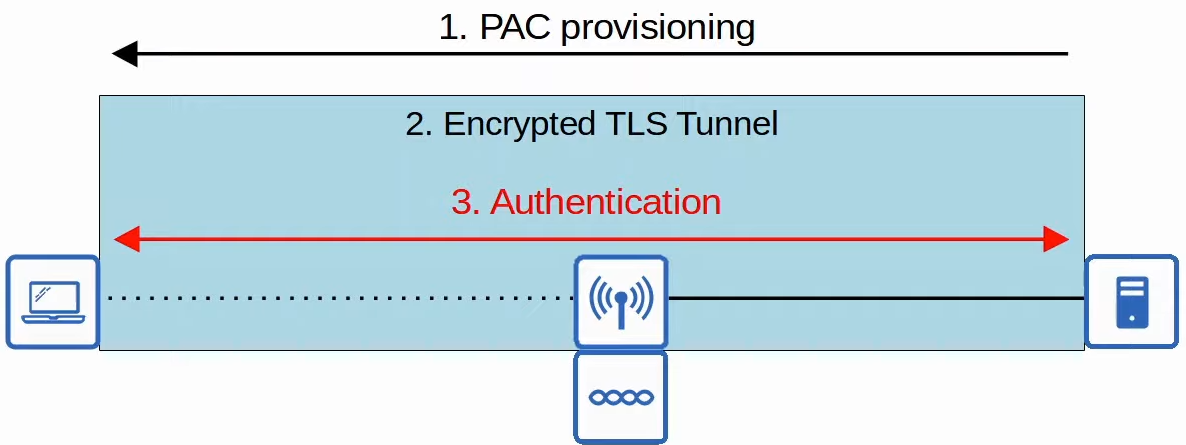 1. PAC provisioning
2. Encrypted TLS Tunnel
3. Authentication